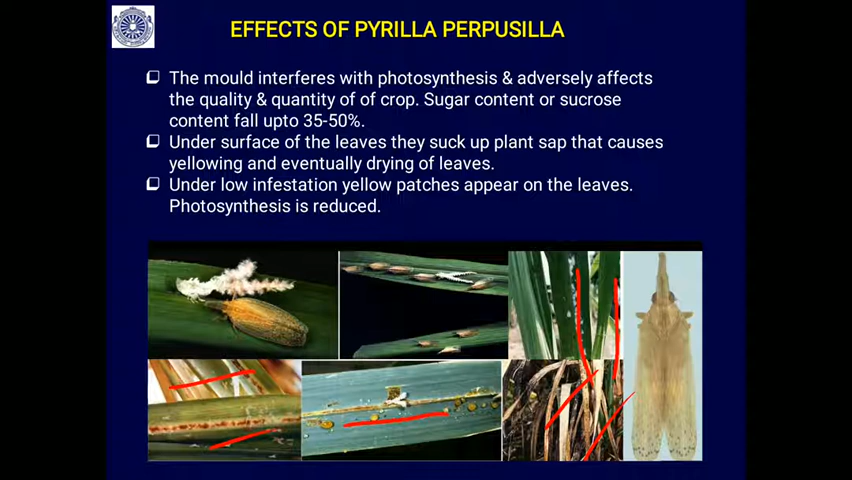 EFFECTS OF PYRILLA PERPUSILLA
The mould interferes with photosynthesis & adversely affects
the quality & quantity of of crop. Sugar content or sucrose
content fall upto 35-50%.
Under surface of the leaves they suck up plant sap that causes
yellowing and eventually drying of leaves.
Under low infestation yellow patches appear on the leaves.
Photosynthesis is reduced.